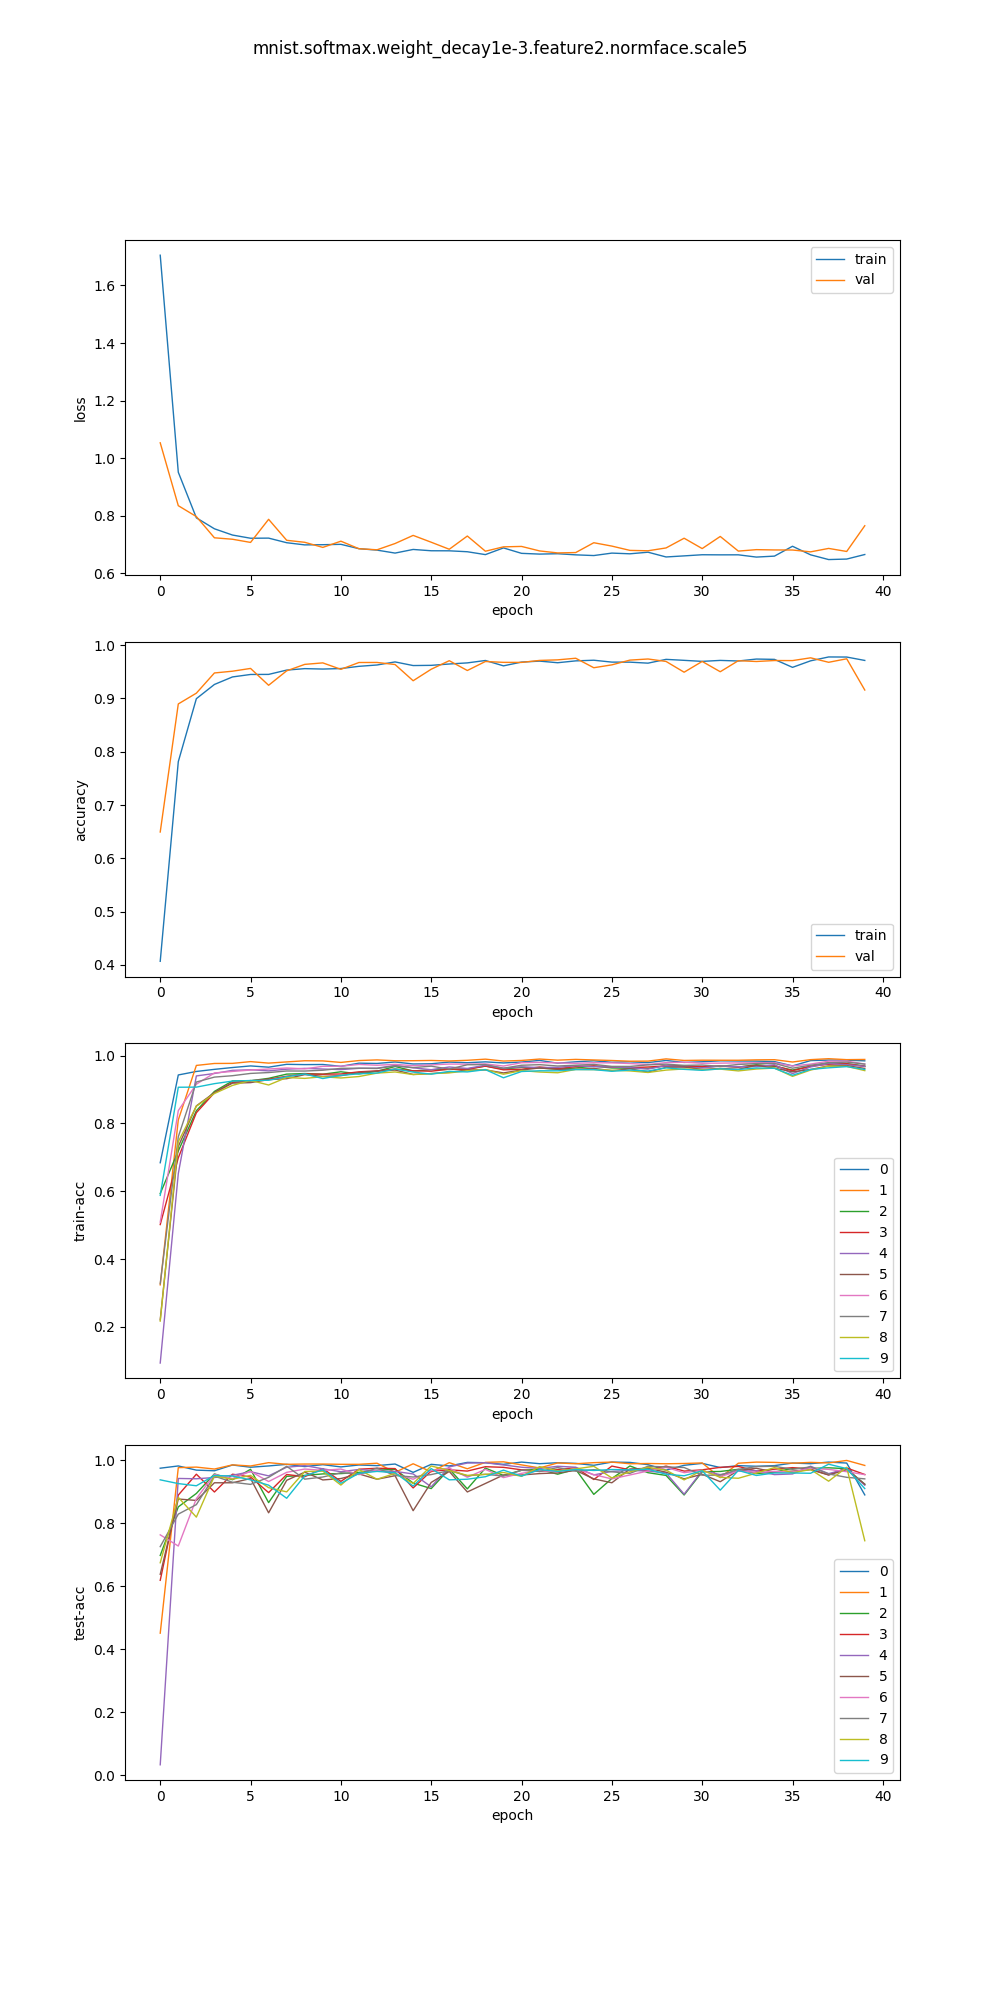 mnist.softmax.weight_decay1e-3.feature2.normface.scale5
1.6
1.4
1.2
1.0
0.8
0.6
loss
train
val
0 5 10 15 20 25 30 35 40
epoch
1.0
0.9
0.8
0.7
0.6
0.5
0.4
accuracy
train
val
0 5 10 15 20 25 30 35 40
epoch
1.0
0.8
0.6
0.4
0.2
train-acc
0
1
2
3
4
5
6
7
8
9
0 5 10 15 20 25 30 35 40
epoch
1.0
0.8
0.6
0.4
0.2
0.0
test-acc
0
1
2
3
4
5
6
7
8
9
0 5 10 15 20 25 30 35 40
epoch